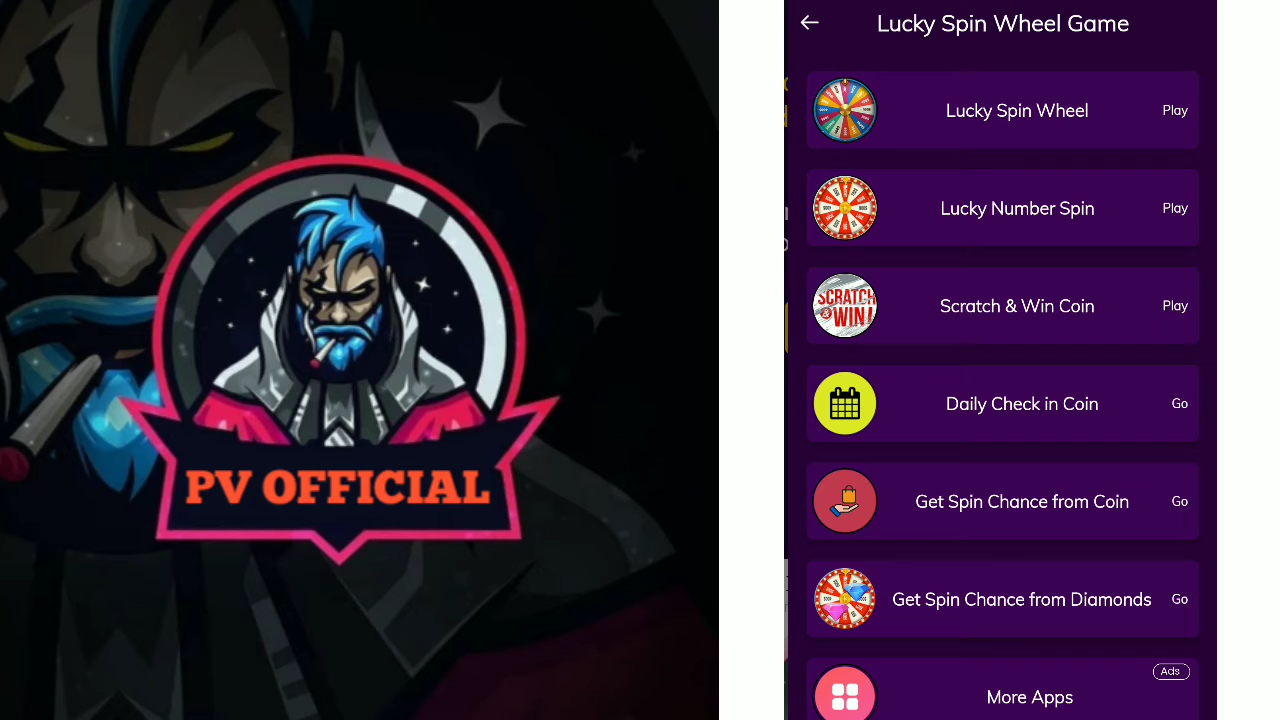 PV OFFICIAL
Lucky Spin Wheel Game
Lucky Spin Wheel
Play
Lucky Number Spin
Play
SCRATCH
& WIN!
Scratch & Win Coin
Play
Daily Check in Coin
Go
Get Spin Chance from Coin
Go
Get Spin Chance from Diamonds
Go
Ads
More Apps